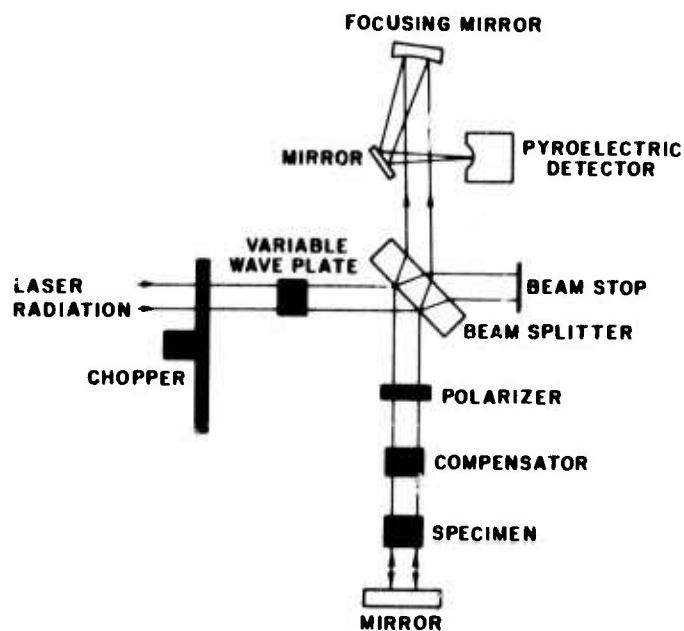 FOCUSING MIRROR
MIRROR
PYROELECTRIC
DETECTOR
VARIABLE
WAVE PLATE
LASER
RADIATION
BEAM STOP
BEAM SPLITTER
CHOPPER
POLARIZER
COMPENSATOR
SPECIMEN
MIRROR